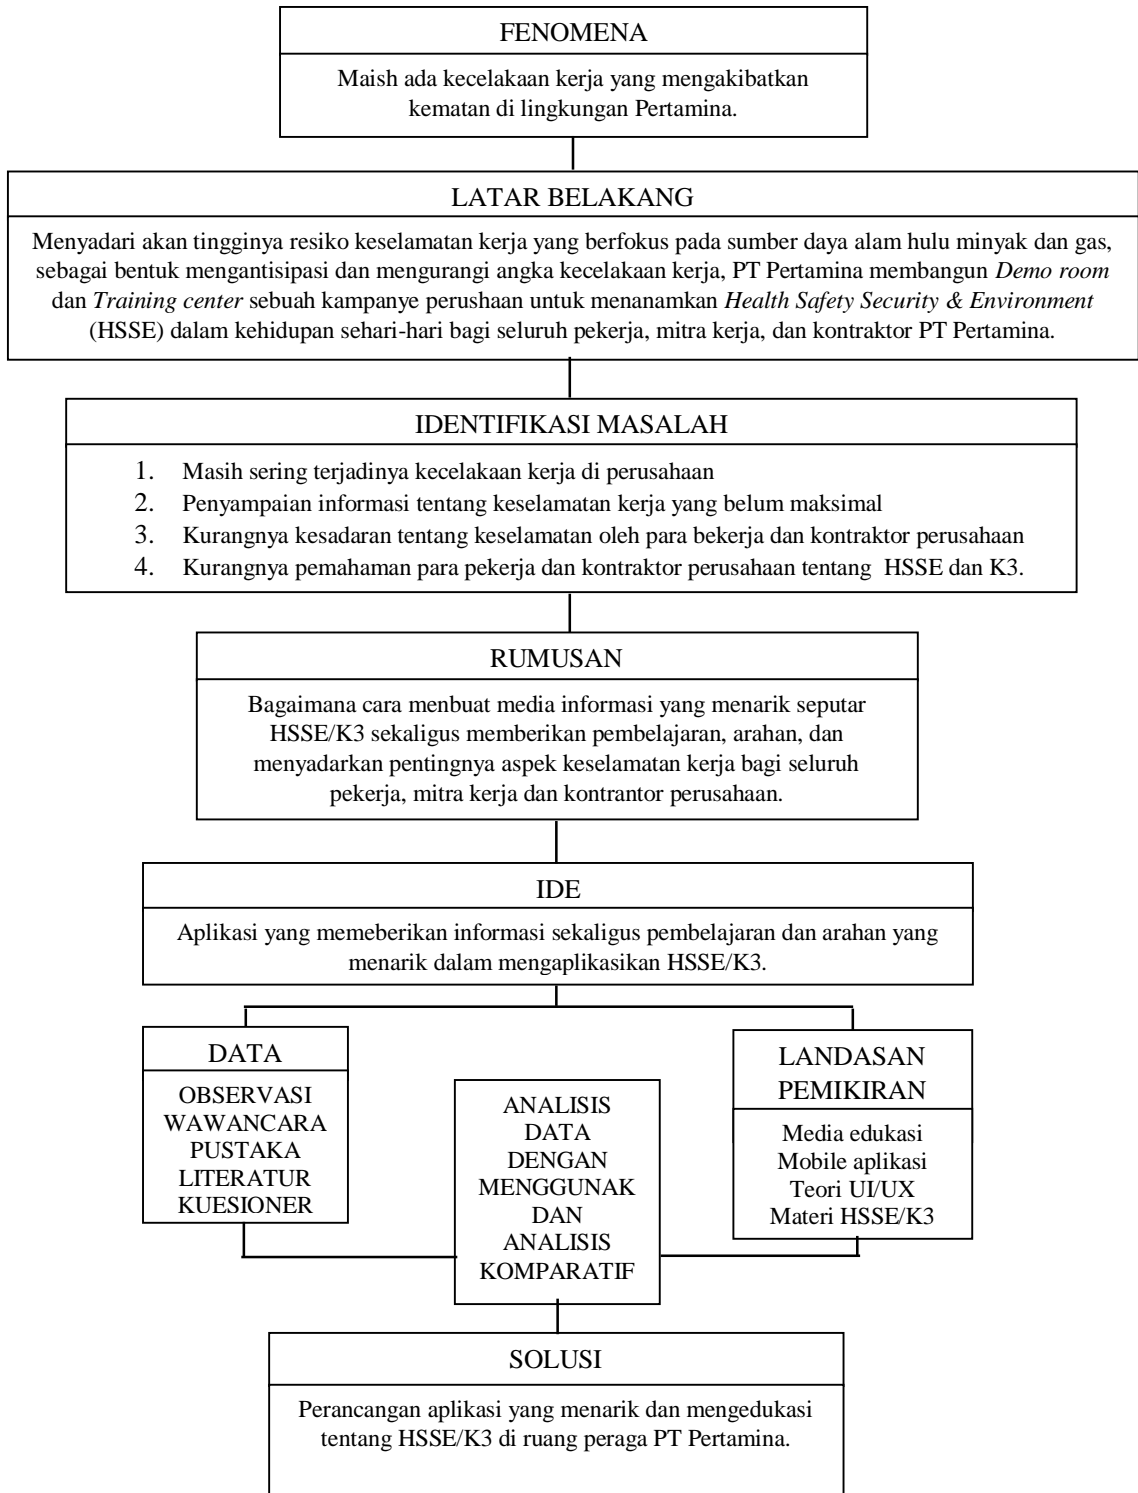 FENOMENA
Maish ada kecelakaan kerja yang mengakibatkan
kematan di lingkungan Pertamina.
LATAR BELAKANG
Menyadari akan tingginya resiko keselamatan kerja yang berfokus pada sumber daya alam hulu minyak dan gas,
sebagai bentuk mengantisipasi dan mengurangi angka kecelakaan kerja, PT Pertamina membangun Demo room
dan Training center sebuah kampanye perushaan untuk menanamkan Health Safety Security & Environment
(HSSE) dalam kehidupan sehari-hari bagi seluruh pekerja, mitra kerja, dan kontraktor PT Pertamina.
IDENTIFIKASI MASALAH
1. Masih sering terjadinya kecelakaan kerja di perusahaan
2. Penyampaian informasi tentang keselamatan kerja yang belum maksimal
3. Kurangnya kesadaran tentang keselamatan oleh para bekerja dan kontraktor perusahaan
4. Kurangnya pemahaman para pekerja dan kontraktor perusahaan tentang HSSE dan K3.
RUMUSAN
Bagaimana cara menbuat media informasi yang menarik seputar
HSSE/K3 sekaligus memberikan pembelajaran, arahan, dan
menyadarkan pentingnya aspek keselamatan kerja bagi seluruh
pekerja, mitra kerja dan kontrantor perusahaan.
IDE
Aplikasi yang memeberikan informasi sekaligus pembelajaran dan arahan yang
menarik dalam mengaplikasikan HSSE/K3.
DATA
OBSERVASI
WAWANCARA
PUSTAKA
LITERATUR
KUESIONER
ANALISIS
DATA
DENGAN
MENGGUNAK
DAN
ANALISIS
KOMPARATIF
LANDASAN
PEMIKIRAN
Media edukasi
Mobile aplikasi
Teori UI/UX
Materi HSSE/K3
SOLUSI
Perancangan aplikasi yang menarik dan mengedukasi
tentang HSSE/K3 di ruang peraga PT Pertamina.